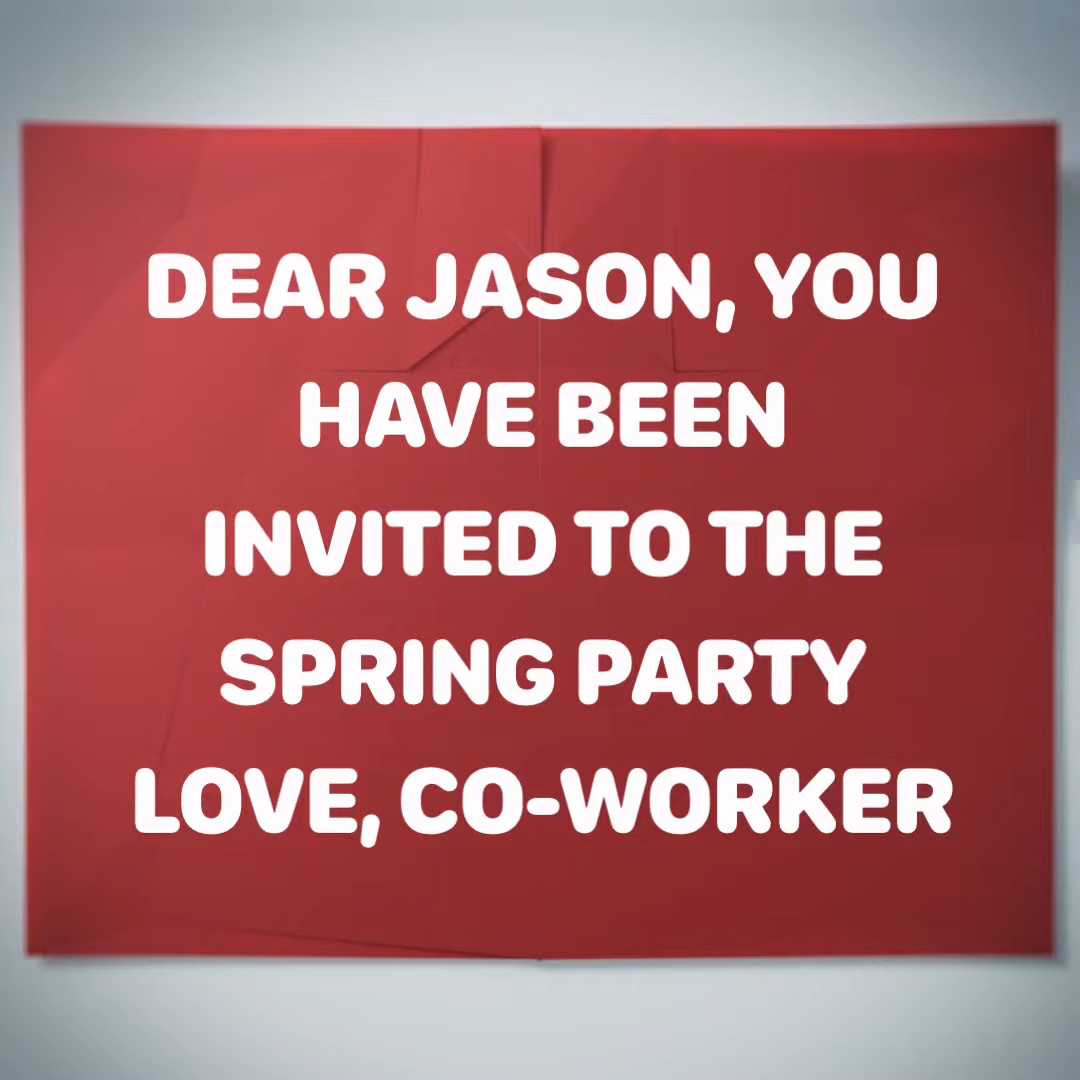 DEAR JASON, YOU
HAVE BEEN
INVITED TO THE
SPRING PARTY
LOVE, CO-WORKER